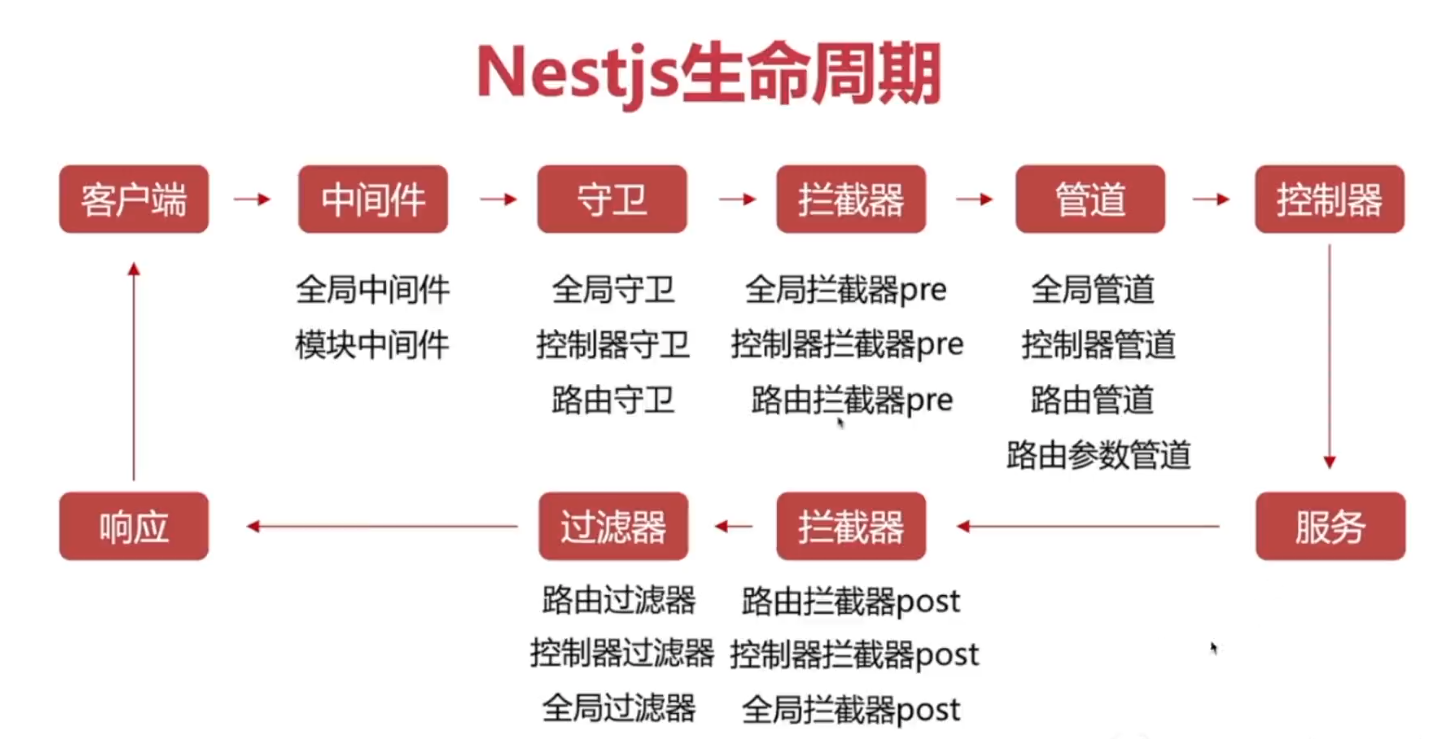 Nestjs生命周期
客户端
中间件
守卫
拦截器
管道
控制器
全局中间件
全局守卫
全局拦截器pre
全局管道
模块中间件
控制器守卫
控制器拦截器pre
控制器管道
路由守卫
路由拦截器pre
路由管道
路由参数管道
响应
过滤器
拦截器
服务
路由过滤器
路由拦截器post
控制器过滤器
控制器拦截器post
全局过滤器
全局拦截器post